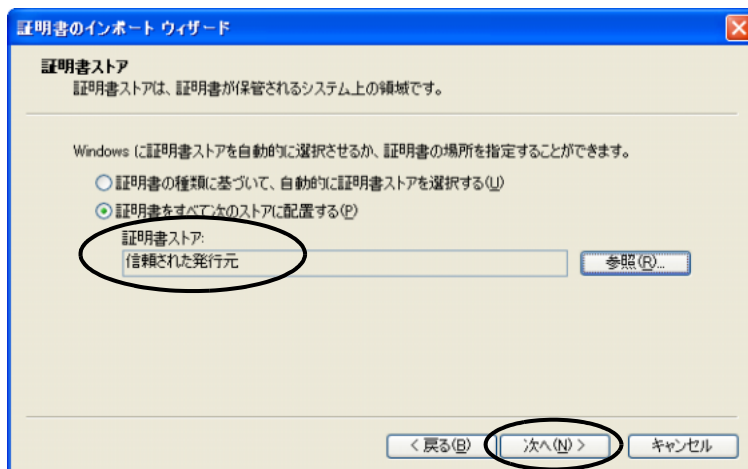 証明書のインポート ウィザード
証明書ストア
証明書ストアは、証明書が保管されるシステム上の領域です。
Windows に証明書ストアを自動的に選択させるか、証明書の場所を指定することができます。
証明書の種類に基づいて、自動的に証明書ストアを選択する(U)
証明書をすべて次のストアに配置する(P)
証明書ストア:
信頼された発行元
参照(R)...
< 戻る(B)
次へ(N) >
キャンセル